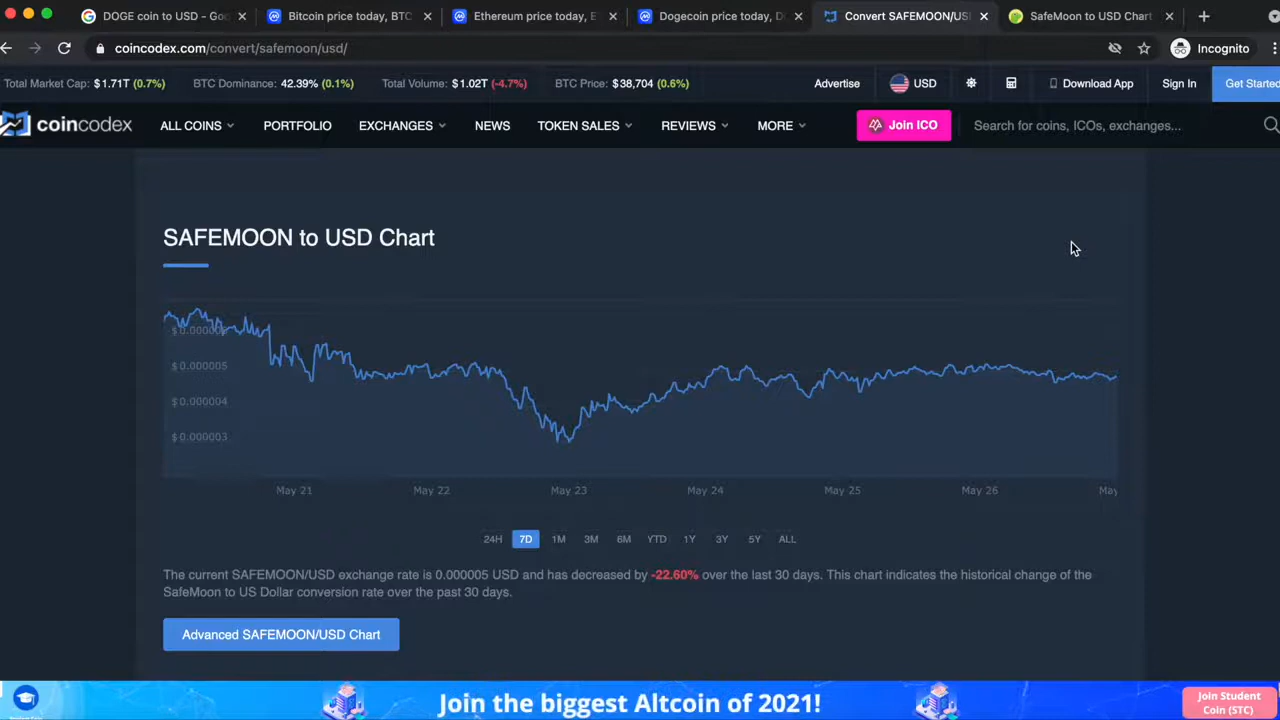 DOGE coin to USD - Goo
Bitcoin price today, BTC
Ethereum price today, E
Dogecoin price today, D
Convert SAFEMOON/US
SafeMoon to USD Chart
coincodex.com/convert/safemoon/usd/
Incognito
Total Market Cap: $ 1.71T (0.7%)
BTC Dominance: 42.39% (0.1%)
Total Volume: $ 1.02T (-4.7%)
BTC Price: $ 38,704 (0.6%)
Advertise
USD
Download App
Sign In
Get Started
coincodex
ALL COINS
PORTFOLIO
EXCHANGES
NEWS
TOKEN SALES
REVIEWS
MORE
Join ICO
Search for coins, ICOs, exchanges...
SAFEMOON to USD Chart
$ 0.000005
$ 0.000004
$ 0.000003
May 21
May 22
May 23
May 24
May 25
May 26
May
24H
7D
1M
3M
6M
YTD
1Y
3Y
5Y
ALL
The current SAFEMOON/USD exchange rate is 0.000005 USD and has decreased by -22.60% over the last 30 days. This chart indicates the historical change of the
SafeMoon to US Dollar conversion rate over the past 30 days.
Advanced SAFEMOON/USD Chart
Join the biggest Altcoin of 2021!
Join Student
Coin (STC)